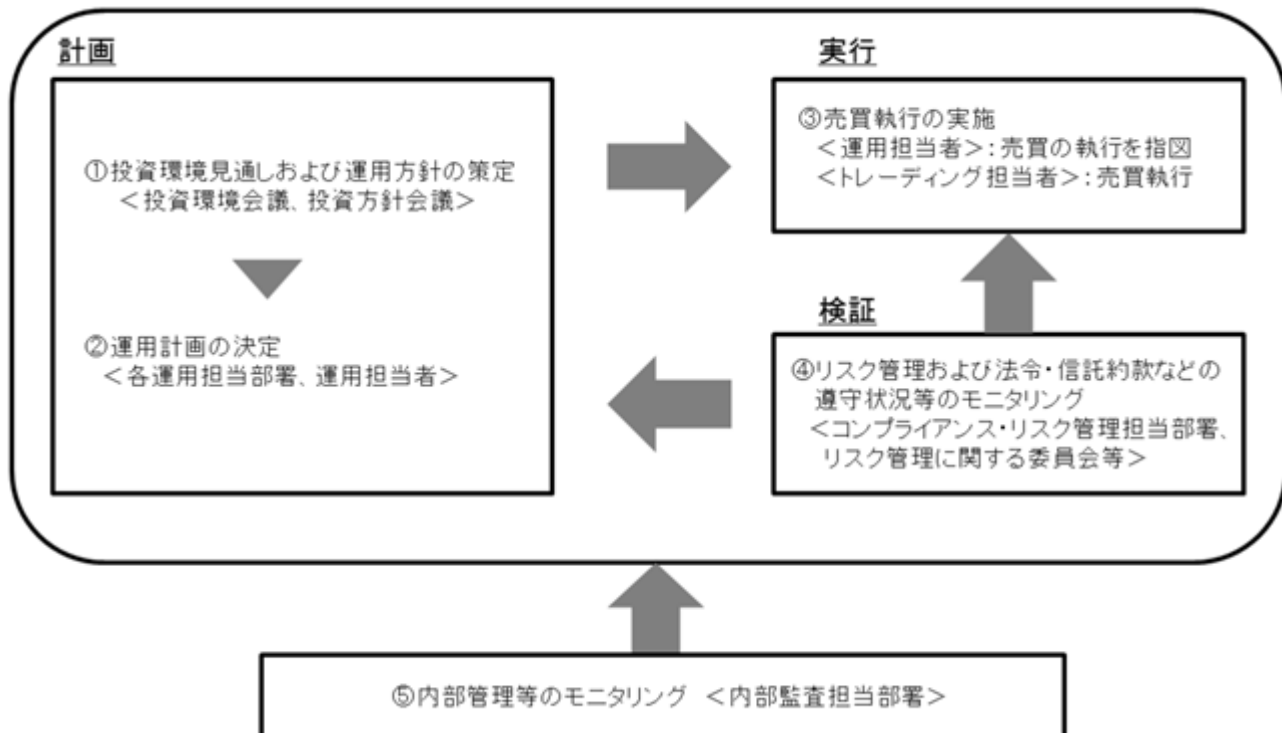 計画
①投資環境見通しおよび運用方針の策定
＜投資環境会議、投資方針会議＞
②運用計画の決定
＜各運用担当部署、運用担当者＞
実行
③売買執行の実施
＜運用担当者＞：売買の執行を指図
＜トレーディング担当者＞：売買執行
検証
④リスク管理および法令・信託約款などの
遵守状況等のモニタリング
＜コンプライアンス・リスク管理担当部署、
リスク管理に関する委員会等＞
⑤内部管理等のモニタリング ＜内部監査担当部署＞